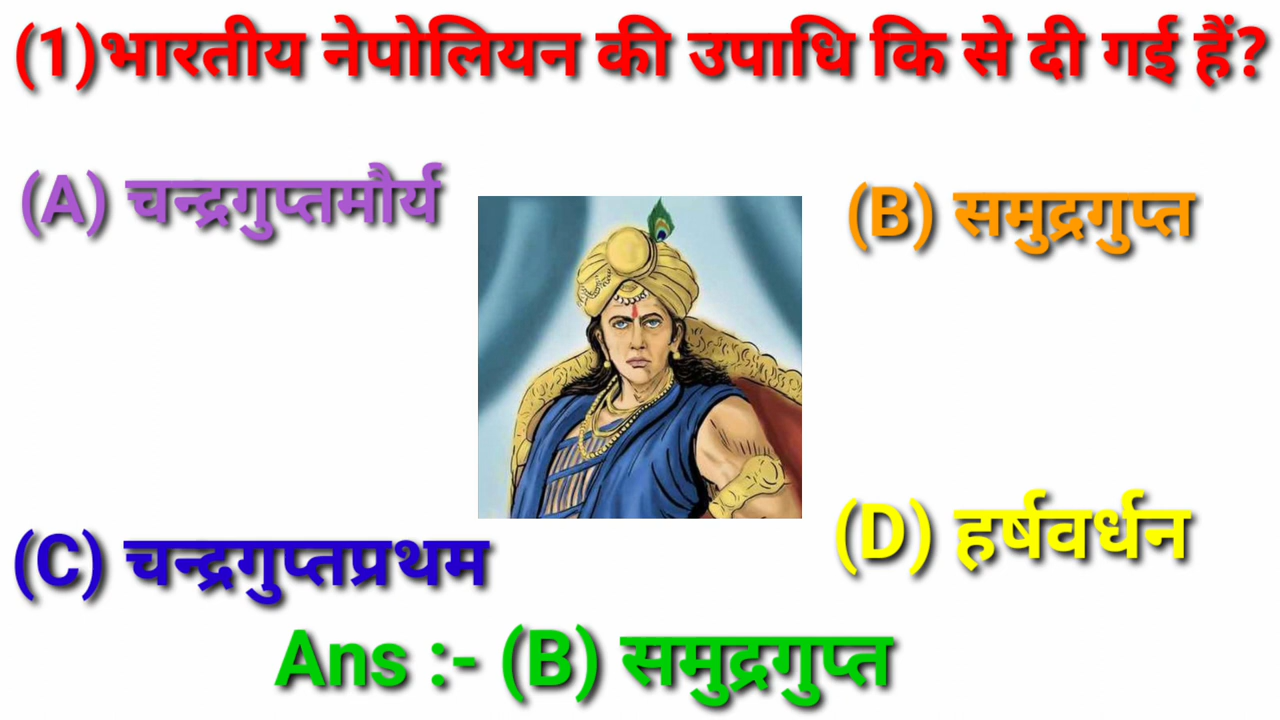 (1)भारतीय नेपोलियन की उपाधि कि से दी गई हैं?
(A) चन्द्रगुप्तमौर्य
(B) समुद्रगुप्त
(C) चन्द्रगुप्तप्रथम
(D) हर्षवर्धन
Ans :- (B) समुद्रगुप्त